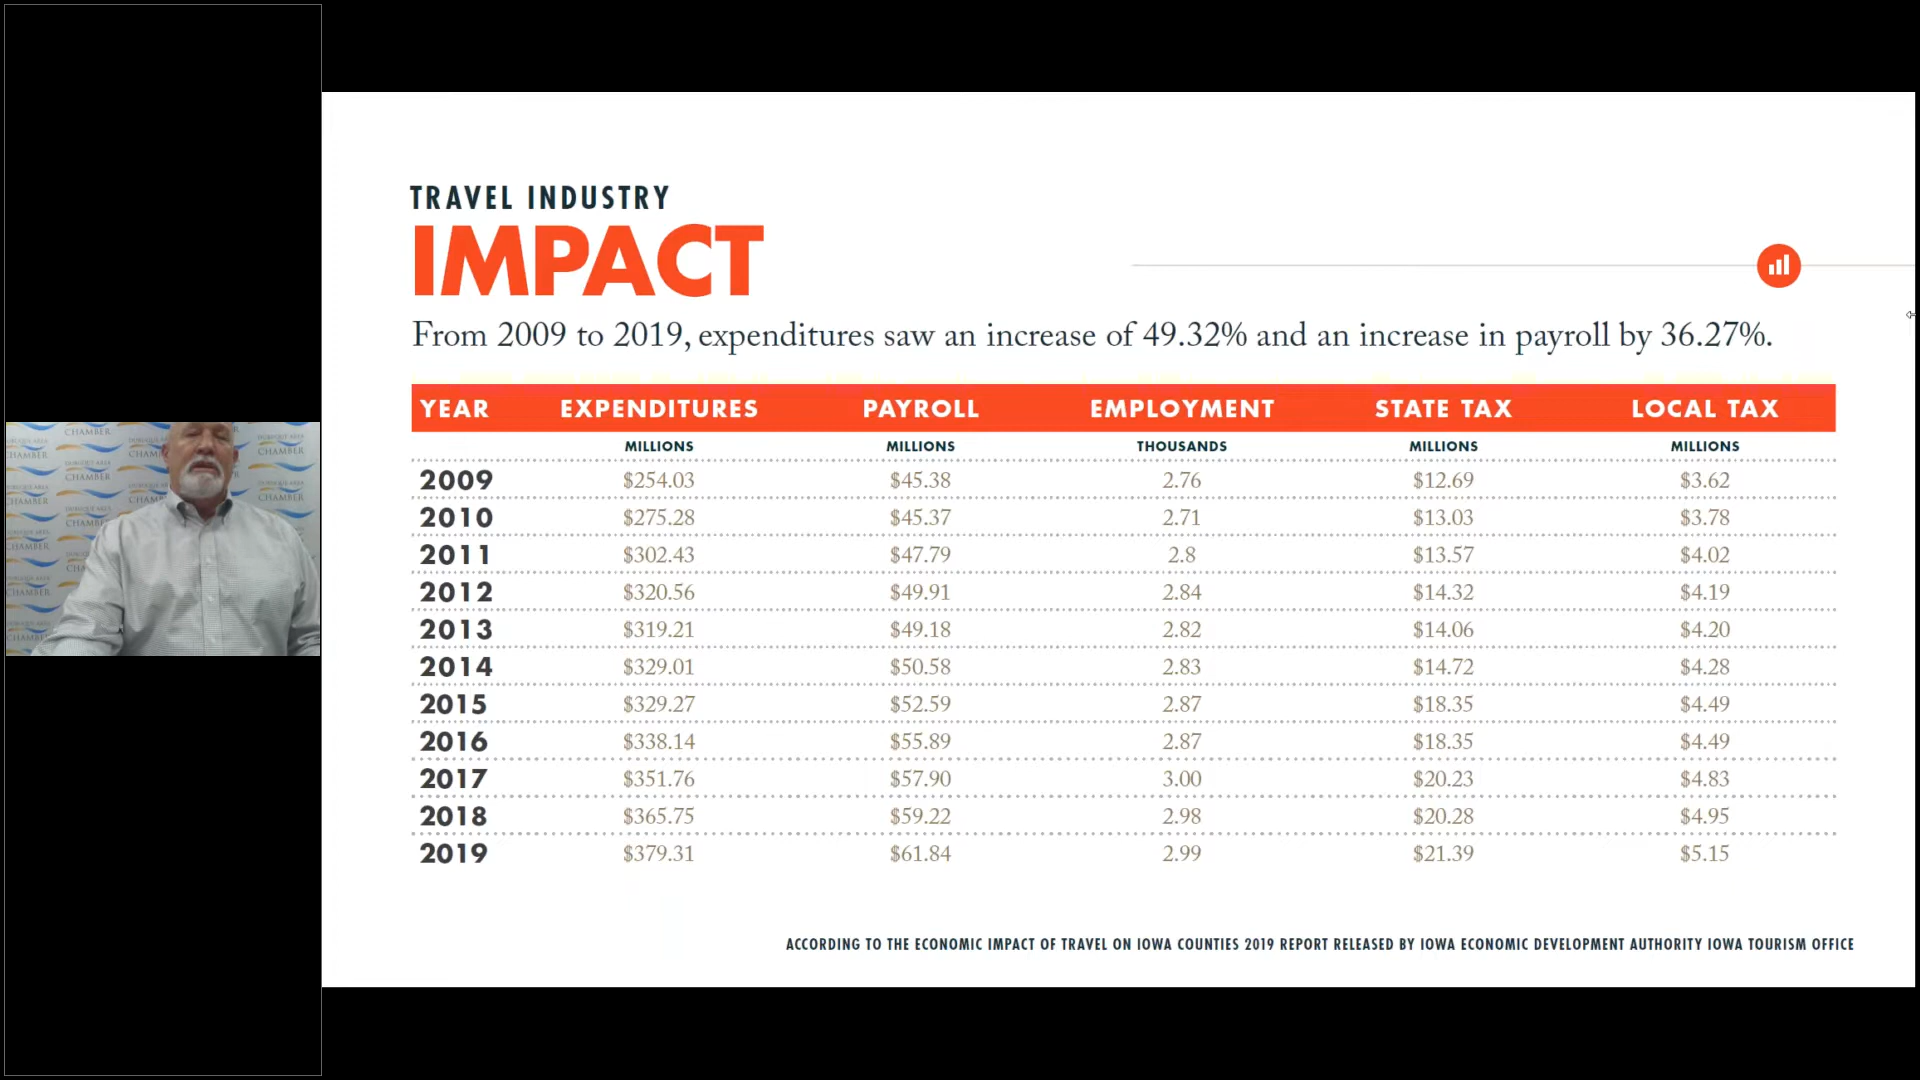 TRAVEL INDUSTRY
IMPACT
From 2009 to 2019, expenditures saw an increase of 49.32% and an increase in payroll by 36.27%.
YEAR EXPENDITURES PAYROLL EMPLOYMENT STATE TAX LOCAL TAX
MILLIONS MILLIONS THOUSANDS MILLIONS MILLIONS
2009 $254.03 $45.38 2.76 $12.69 $3.62
2010 $275.28 $45.37 2.71 $13.03 $3.78
2011 $302.43 $47.79 2.8 $13.57 $4.02
2012 $320.56 $49.91 2.84 $14.32 $4.19
2013 $319.21 $49.18 2.82 $14.06 $4.20
2014 $329.01 $50.58 2.83 $14.72 $4.28
2015 $329.27 $52.59 2.87 $18.35 $4.49
2016 $338.14 $55.89 2.87 $18.35 $4.49
2017 $351.76 $57.90 3.00 $20.23 $4.83
2018 $365.75 $59.22 2.98 $20.28 $4.95
2019 $379.31 $61.84 2.99 $21.39 $5.15
ACCORDING TO THE ECONOMIC IMPACT OF TRAVEL ON IOWA COUNTIES 2019 REPORT RELEASED BY IOWA ECONOMIC DEVELOPMENT AUTHORITY IOWA TOURISM OFFICE
DUBUQUE AREA
CHAMBER